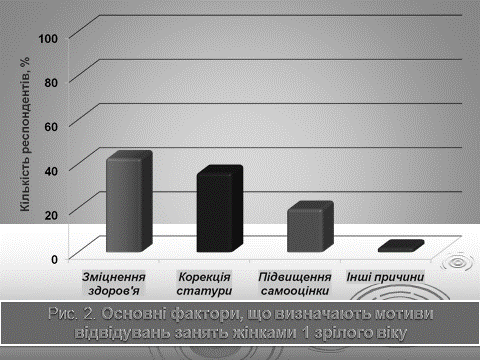 Кількість респондентів, %
100
80
60
40
20
0
Зміцнення
здоров'я
Корекція
статури
Підвищення
самооцінки
Інші причини
Рис. 2. Основні фактори, що визначають мотиви
відвідувань занять жінками 1 зрілого віку